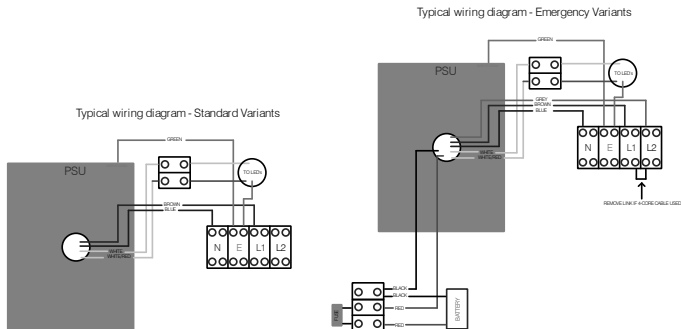 Typical wiring diagram - Emergency Variants
GREEN
PSU
TO LEDs
GREY
BROWN
BLUE
N E L1 L2
WHITE
WHITE/RED
REMOVE LINK IF 4-CORE CABLE USED
BLACK
BLACK
RED
RED
FUSE
BATTERY
Typical wiring diagram - Standard Variants
GREEN
PSU
TO LEDs
BROWN
BLUE
N E L1 L2
WHITE
WHITE/RED